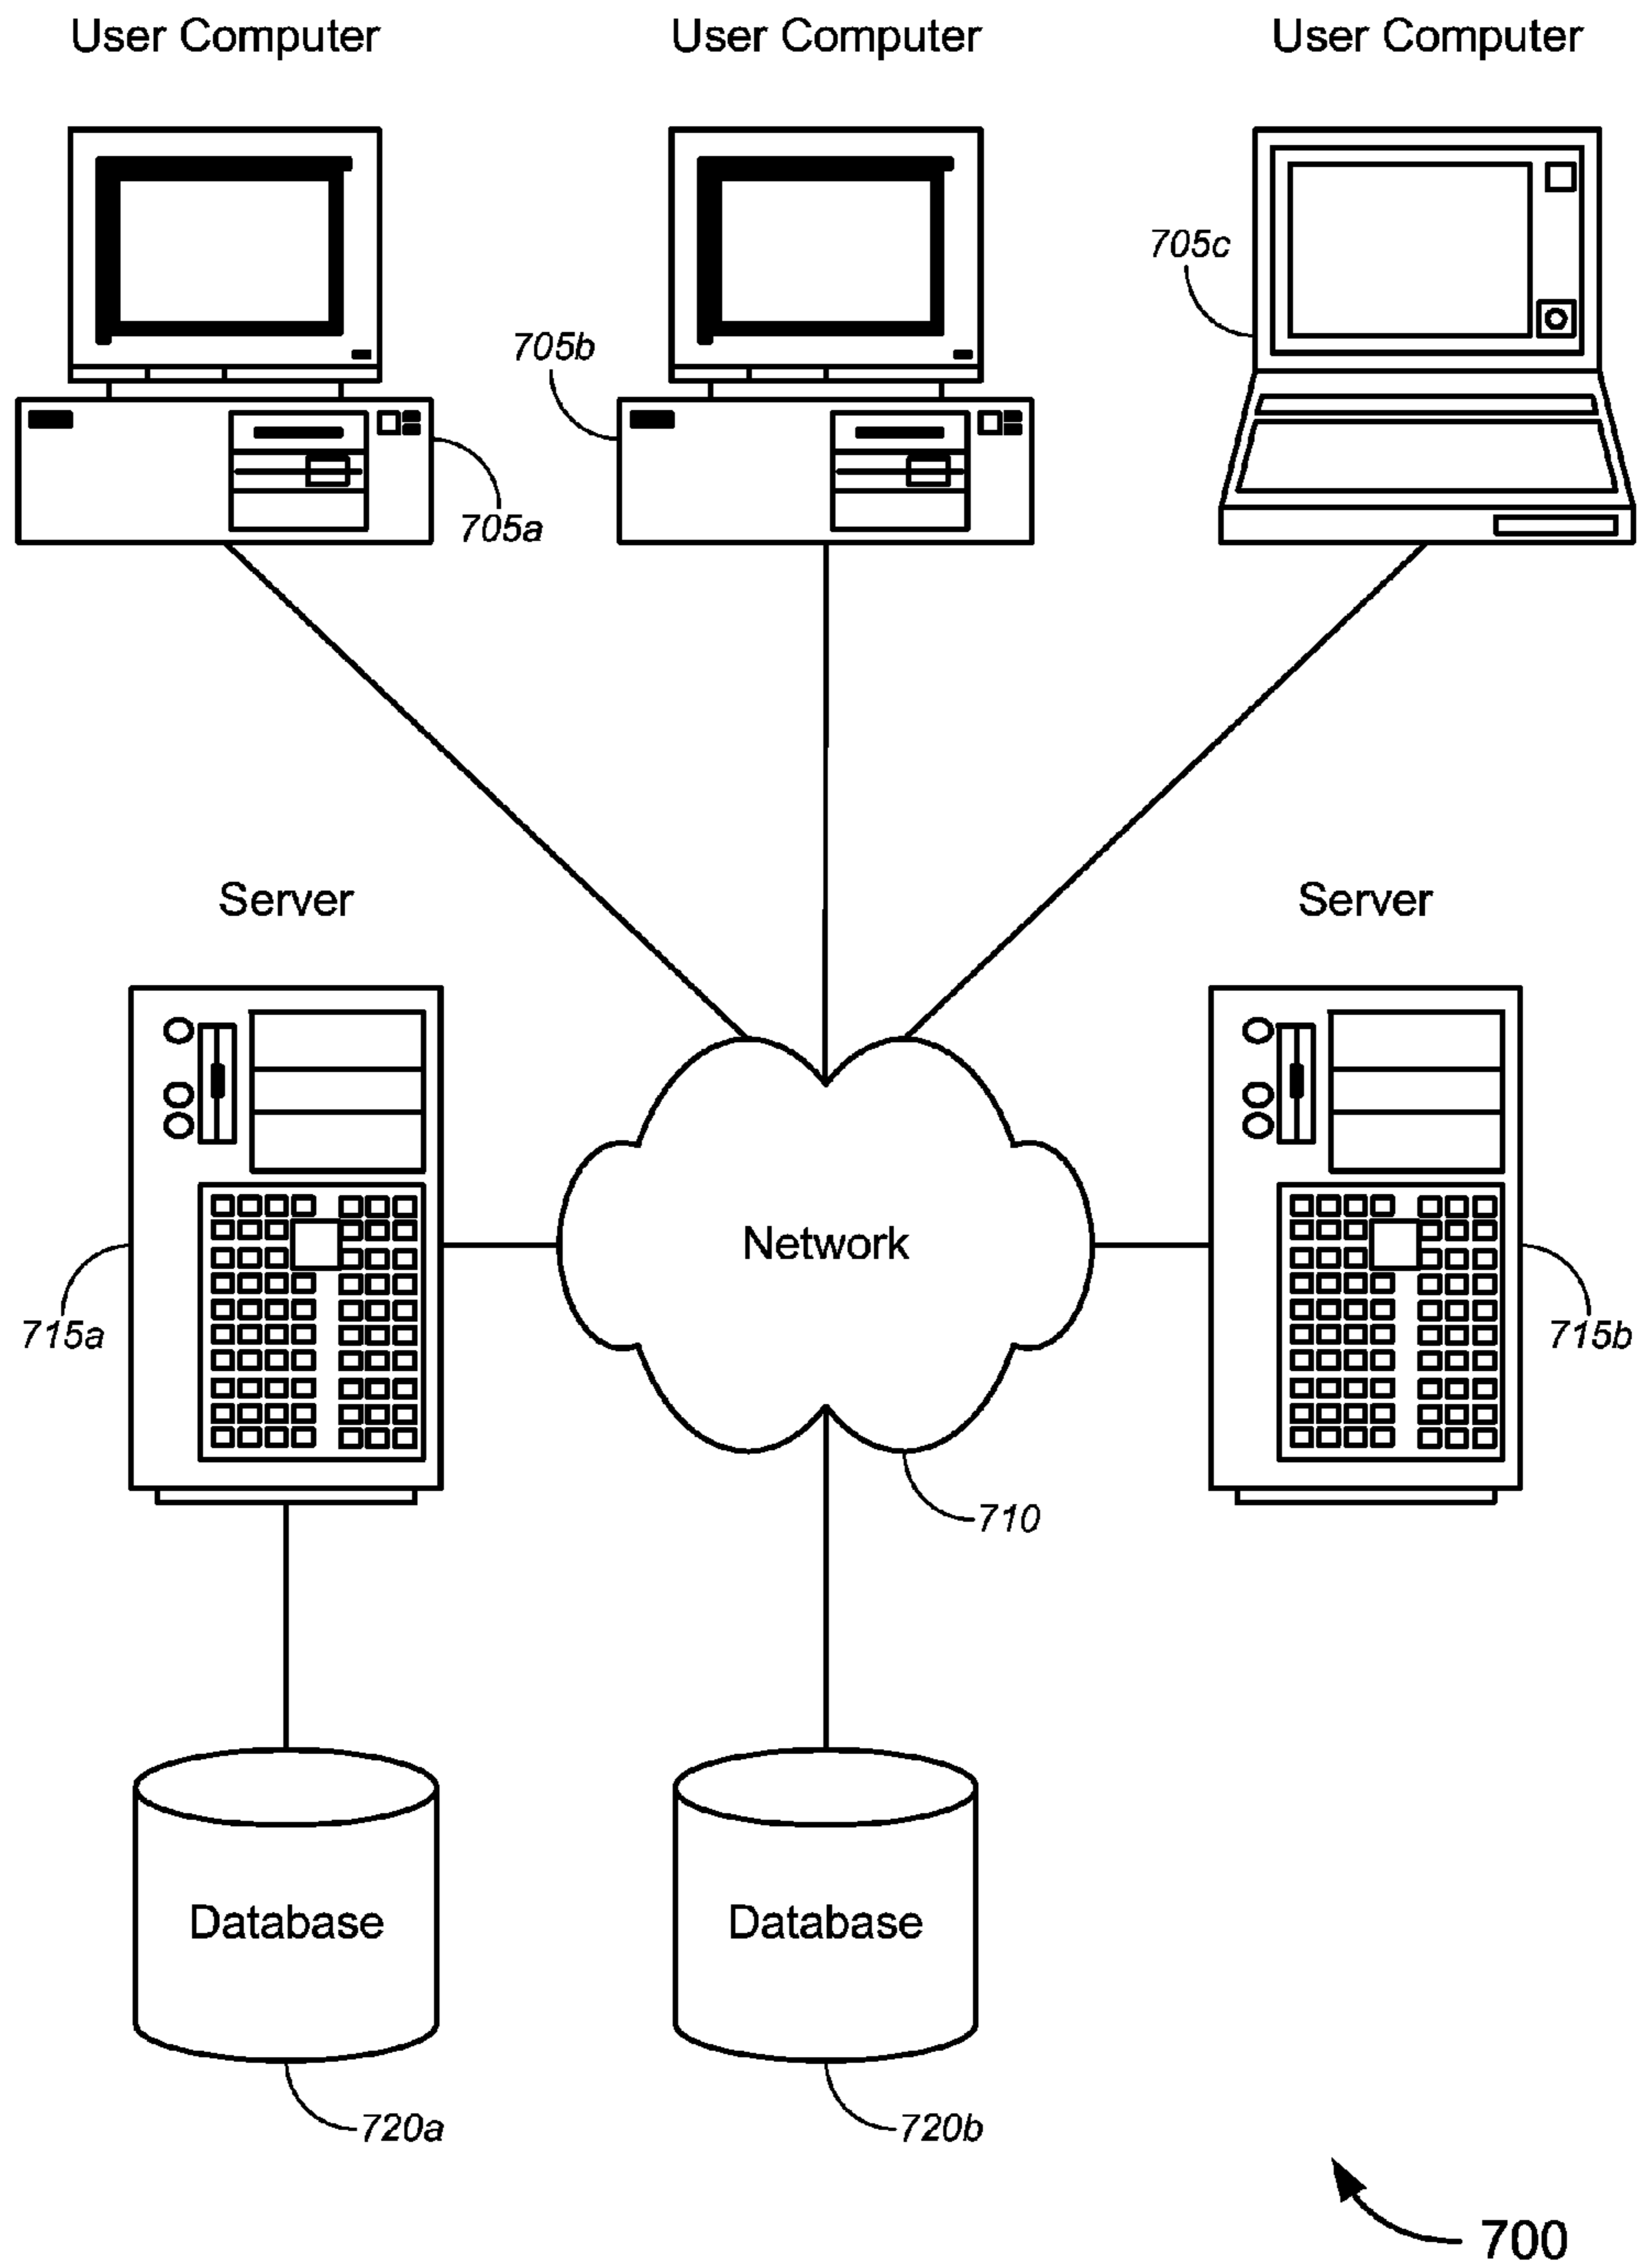 User Computer
User Computer
User Computer
705c
705b
705a
Server
Server
Network
715a
715b
710
Database
Database
720a
720b
700